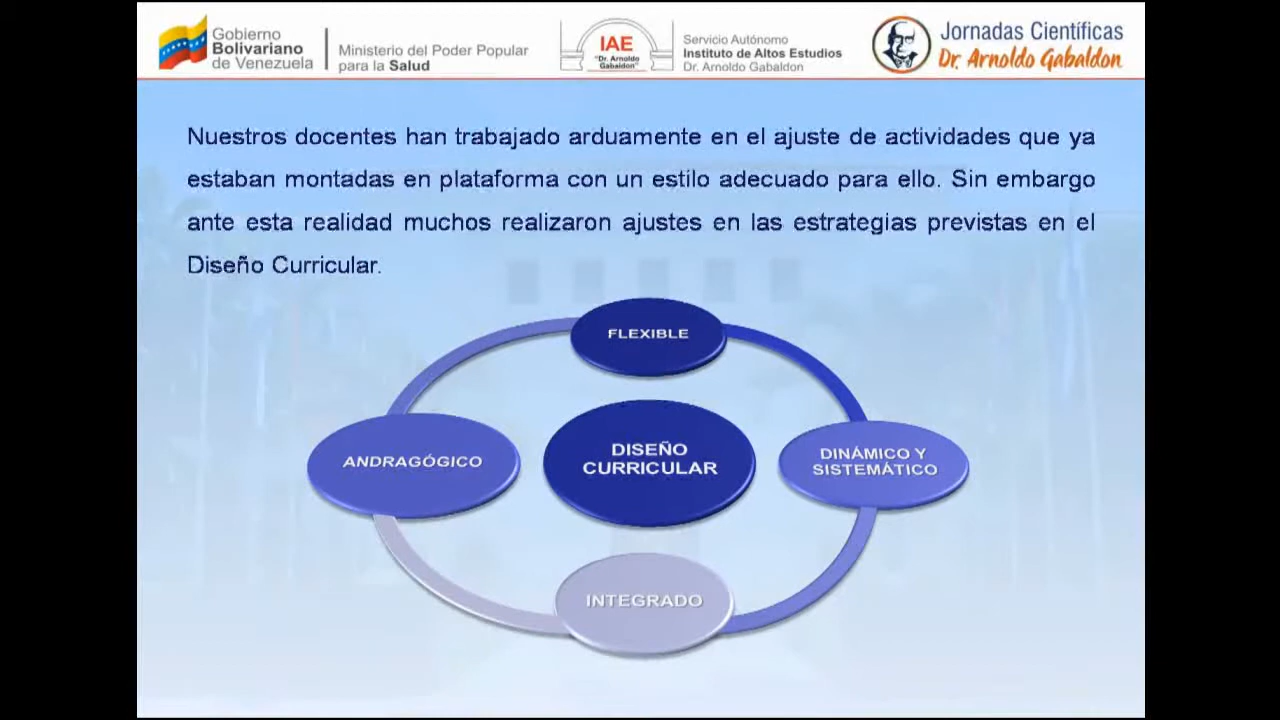 Gobierno
Bolivariano
de Venezuela
Ministerio del Poder Popular
para la Salud
IAE
"Dr. Arnoldo
Gabaldon"
Servicio Autónomo
Instituto de Altos Estudios
Dr. Arnoldo Gabaldon
Jornadas Científicas
Dr. Arnoldo Gabaldon
Nuestros docentes han trabajado arduamente en el ajuste de actividades que ya
estaban montadas en plataforma con un estilo adecuado para ello. Sin embargo
ante esta realidad muchos realizaron ajustes en las estrategias previstas en el
Diseño Curricular.
FLEXIBLE
ANDRAGÓGICO
DISEÑO
CURRICULAR
DINÁMICO Y
SISTEMÁTICO
INTEGRADO